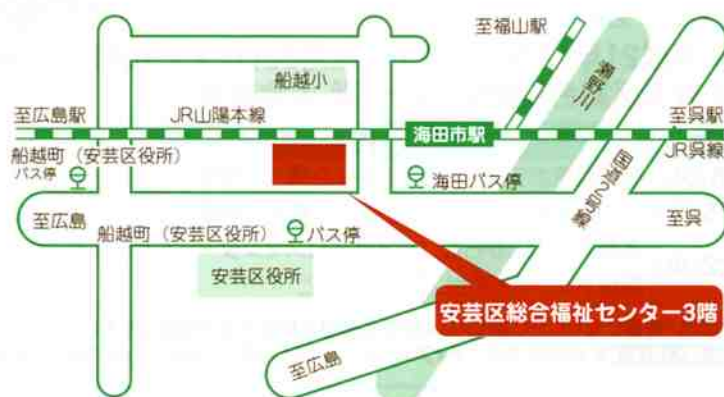 至福山駅
船越小
瀬野川
至広島駅
JR山陽本線
海田市駅
至呉駅
JR呉線
船越町（安芸区役所）
バス停
海田バス停
国道2号線
至広島
船越町（安芸区役所）
バス停
至呉
安芸区役所
安芸区総合福祉センター3階
至広島